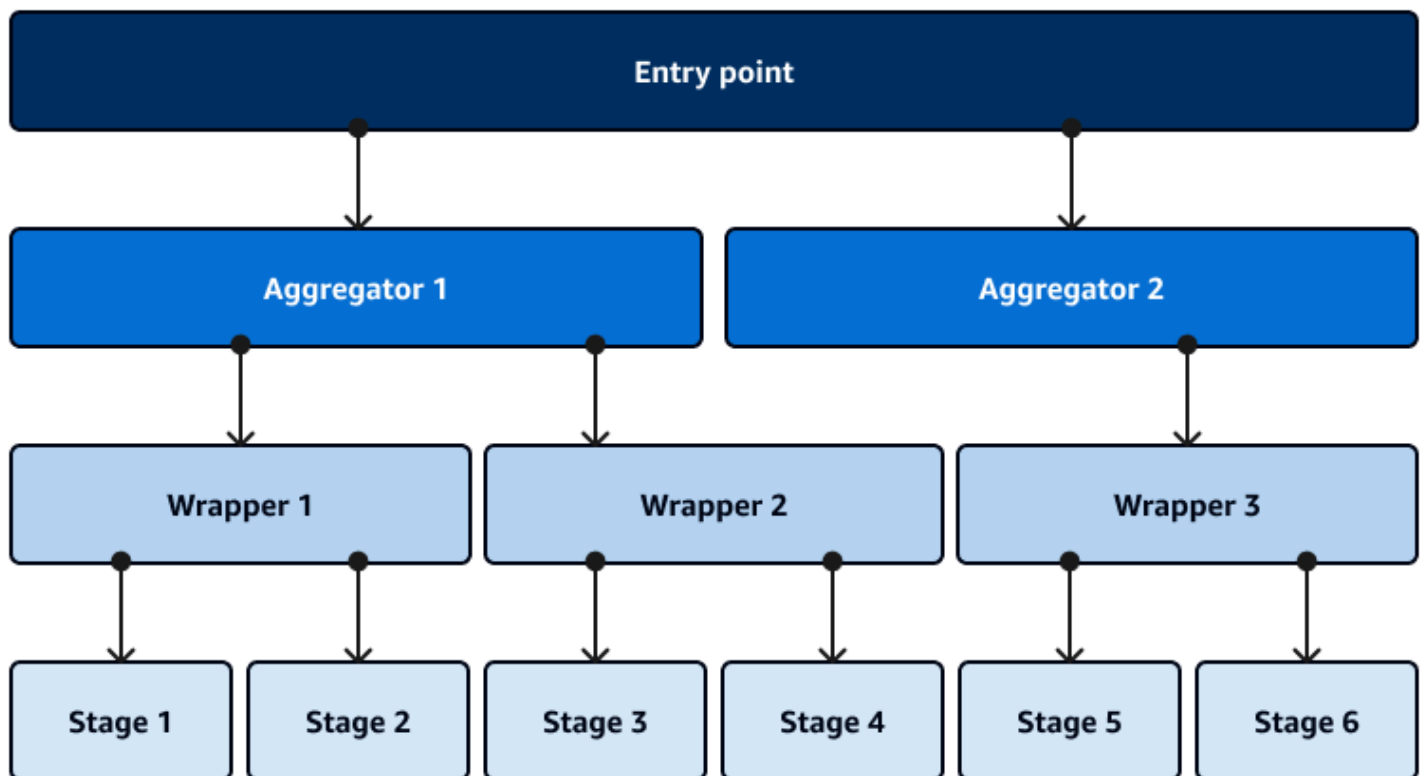 Entry point
Aggregator 1
Aggregator 2
Wrapper 1
Wrapper 2
Wrapper 3
Stage 1
Stage 2
Stage 3
Stage 4
Stage 5
Stage 6